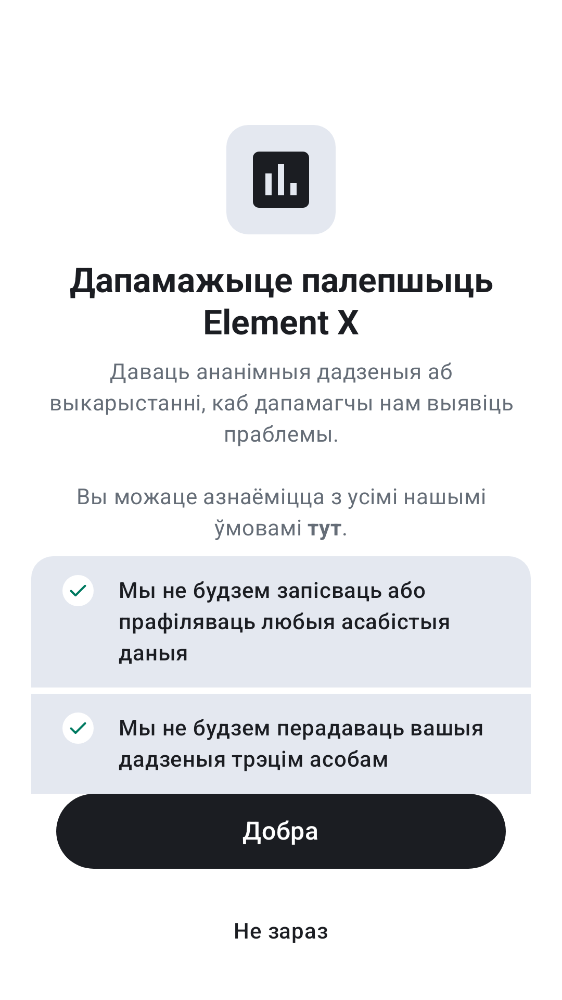 Дапамажыце палепшыць
Element X
Даваць ананімныя дадзеныя аб
выкарыстанні, каб дапамагчы нам выявіць
праблемы.
Вы можаце азнаёміцца з усімі нашымі
ўмовамі тут.
Мы не будзем запісваць або
прафіляваць любыя асабістыя
даныя
Мы не будзем перадаваць вашыя
дадзеныя трэцім асобам
Добра
Не зараз